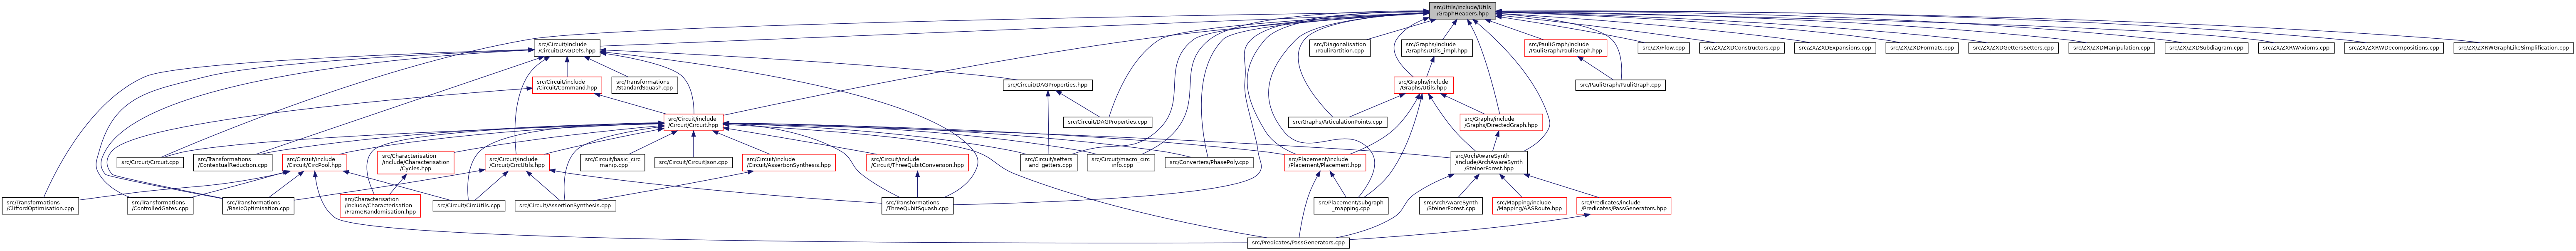 src/Utils/include/Utils
/GraphHeaders.hpp
src/Circuit/include
/Circuit/DAGDefs.hpp
src/Diagonalisation
/PauliPartition.cpp
src/Graphs/include
/Graphs/Utils_impl.hpp
src/PauliGraph/include
/PauliGraph/PauliGraph.hpp
src/ZX/Flow.cpp
src/ZX/ZXDConstructors.cpp
src/ZX/ZXDExpansions.cpp
src/ZX/ZXDFormats.cpp
src/ZX/ZXDGettersSetters.cpp
src/ZX/ZXDManipulation.cpp
src/ZX/ZXDSubdiagram.cpp
src/ZX/ZXRWAxioms.cpp
src/ZX/ZXRWDecompositions.cpp
src/ZX/ZXRWGraphLikeSimplification.cpp
src/Circuit/include
/Circuit/Command.hpp
src/Transformations
/StandardSquash.cpp
src/Circuit/DAGProperties.hpp
src/Graphs/include
/Graphs/Utils.hpp
src/PauliGraph/PauliGraph.cpp
src/Circuit/include
/Circuit/Circuit.hpp
src/Circuit/DAGProperties.cpp
src/Graphs/ArticulationPoints.cpp
src/Graphs/include
/Graphs/DirectedGraph.hpp
src/Circuit/Circuit.cpp
src/Transformations
/ContextualReduction.cpp
src/Circuit/include
/Circuit/CircPool.hpp
src/Characterisation
/include/Characterisation
/Cycles.hpp
src/Circuit/include
/Circuit/CircUtils.hpp
src/Circuit/basic_circ
_manip.cpp
src/Circuit/CircuitJson.cpp
src/Circuit/include
/Circuit/AssertionSynthesis.hpp
src/Circuit/include
/Circuit/ThreeQubitConversion.hpp
src/Circuit/setters
_and_getters.cpp
src/Circuit/macro_circ
_info.cpp
src/Converters/PhasePoly.cpp
src/Placement/include
/Placement/Placement.hpp
src/ArchAwareSynth
/include/ArchAwareSynth
/SteinerForest.hpp
src/Transformations
/CliffordOptimisation.cpp
src/Transformations
/ControlledGates.cpp
src/Transformations
/BasicOptimisation.cpp
src/Characterisation
/include/Characterisation
/FrameRandomisation.hpp
src/Circuit/CircUtils.cpp
src/Circuit/AssertionSynthesis.cpp
src/Transformations
/ThreeQubitSquash.cpp
src/Placement/subgraph
_mapping.cpp
src/ArchAwareSynth
/SteinerForest.cpp
src/Mapping/include
/Mapping/AASRoute.hpp
src/Predicates/include
/Predicates/PassGenerators.hpp
src/Predicates/PassGenerators.cpp